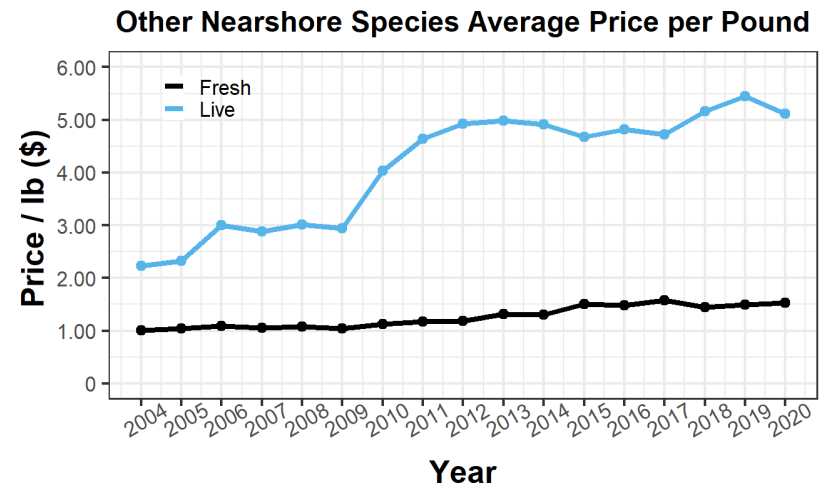 Other Nearshore Species Average Price per Pound
6.00
5.00
4.00
3.00
2.00
1.00
0
Price / lb ($)
Fresh
Live
2004 2005 2006 2007 2008 2009 2010 2011 2012 2013 2014 2015 2016 2017 2018 2019 2020
Year